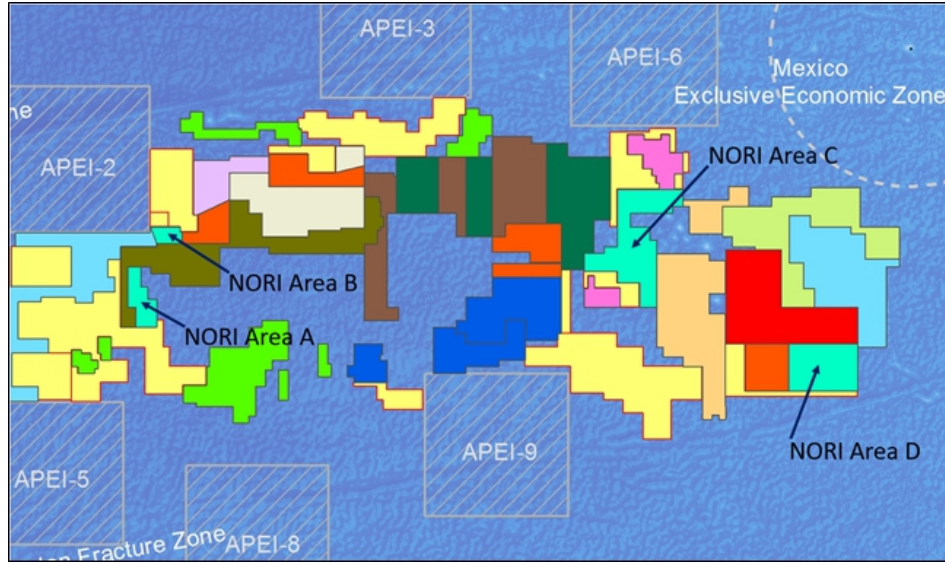 APEI-3
APEI-6
Mexico
Exclusive Economic Zone
ne
APEI-2
NORI Area C
NORI Area B
NORI Area A
APEI-9
NORI Area D
APEI-5
APEI-8
Fracture Zone